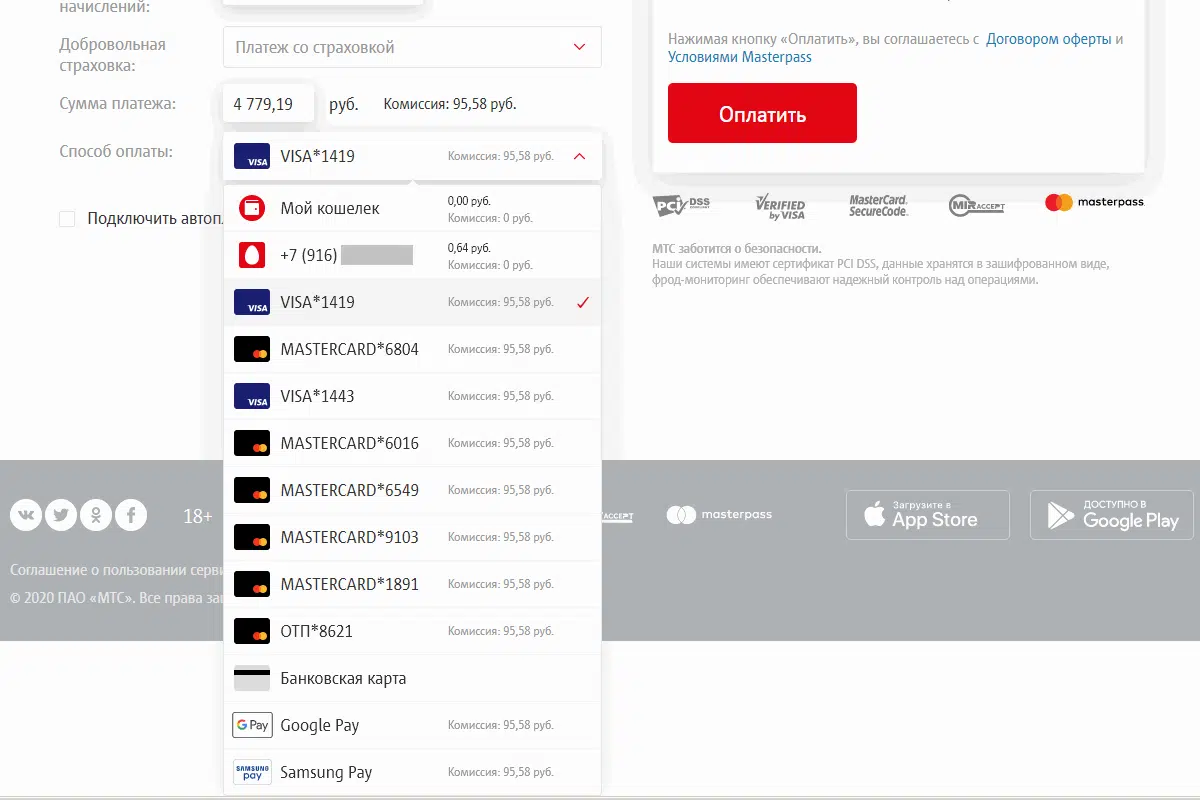 начислений:
Добровольная
страховка:
Платеж со страховкой
Сумма платежа:
4 779,19 руб. Комиссия: 95,58 руб.
Способ оплаты:
VISA VISA*1419 Комиссия: 95,58 руб.
Мой кошелек
0,00 руб.
Комиссия: 0 руб.
Подключить автоп
+7 (916)
0,64 руб.
Комиссия: 0 руб.
VISA VISA*1419 Комиссия: 95,58 руб.
MASTERCARD*6804 Комиссия: 95,58 руб.
VISA VISA*1443 Комиссия: 95,58 руб.
MASTERCARD*6016 Комиссия: 95,58 руб.
MASTERCARD*6549 Комиссия: 95,58 руб.
MASTERCARD*9103 Комиссия: 95,58 руб.
MASTERCARD*1891 Комиссия: 95,58 руб.
ОТП*8621 Комиссия: 95,58 руб.
Банковская карта
G Pay Google Pay Комиссия: 95,58 руб.
SAMSUNG pay Samsung Pay Комиссия: 95,58 руб.
Нажимая кнопку «Оплатить», вы соглашаетесь с Договором оферты и
Условиями Masterpass
Оплатить
PCI DSS COMPLIANT
VERIFIED
by VISA
MasterCard.
SecureCode.
MIR ACCEPT
masterpass
МТС заботится о безопасности.
Наши системы имеют сертификат PCI DSS, данные хранятся в зашифрованном виде,
фрод-мониторинг обеспечивают надежный контроль над операциями.
18+
ACCEPT
masterpass
Загрузите в
App Store
ДОСТУПНО В
Google Play
Соглашение о пользовании серви
© 2020 ПАО «МТС». Все права за